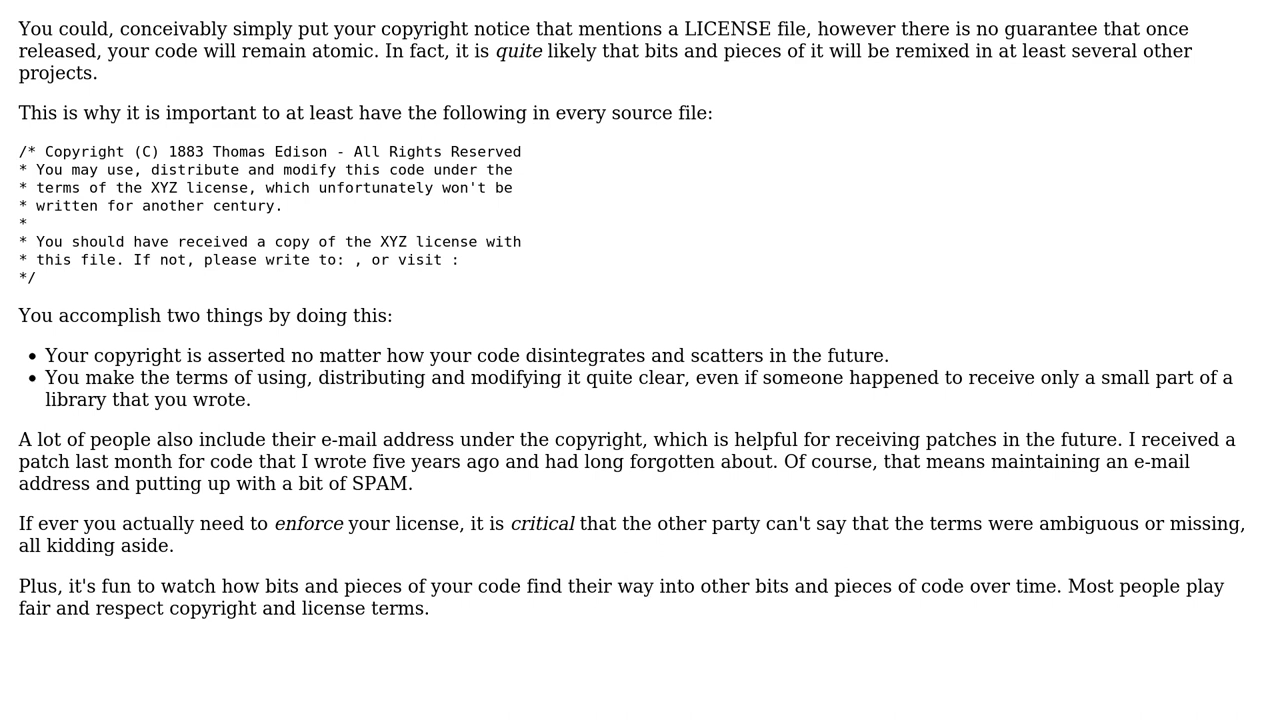 You could, conceivably simply put your copyright notice that mentions a LICENSE file, however there is no guarantee that once
released, your code will remain atomic. In fact, it is quite likely that bits and pieces of it will be remixed in at least several other
projects.
This is why it is important to at least have the following in every source file:
/* Copyright (C) 1883 Thomas Edison - All Rights Reserved
* You may use, distribute and modify this code under the
* terms of the XYZ license, which unfortunately won't be
* written for another century.
*
* You should have received a copy of the XYZ license with
* this file. If not, please write to: , or visit :
*/
You accomplish two things by doing this:
• Your copyright is asserted no matter how your code disintegrates and scatters in the future.
• You make the terms of using, distributing and modifying it quite clear, even if someone happened to receive only a small part of a
library that you wrote.
A lot of people also include their e-mail address under the copyright, which is helpful for receiving patches in the future. I received a
patch last month for code that I wrote five years ago and had long forgotten about. Of course, that means maintaining an e-mail
address and putting up with a bit of SPAM.
If ever you actually need to enforce your license, it is critical that the other party can't say that the terms were ambiguous or missing,
all kidding aside.
Plus, it's fun to watch how bits and pieces of your code find their way into other bits and pieces of code over time. Most people play
fair and respect copyright and license terms.